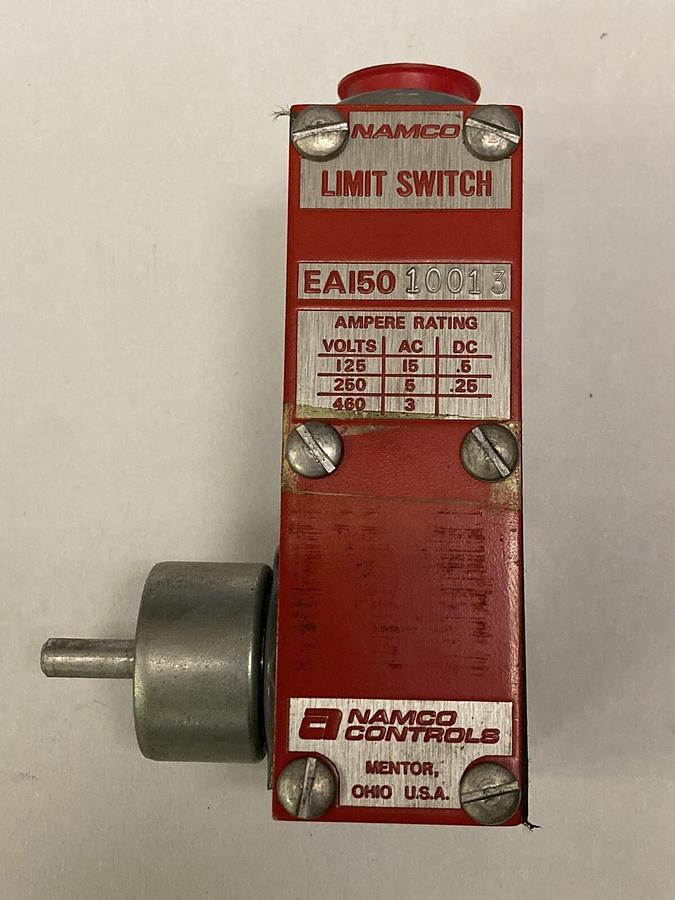 NAMCO
LIMIT SWITCH
EA150 10013
AMPERE RATING
VOLTS AC DC
125 15 .5
250 5 .25
460 3
a NAMCO
CONTROLS
MENTOR,
OHIO U.S.A.